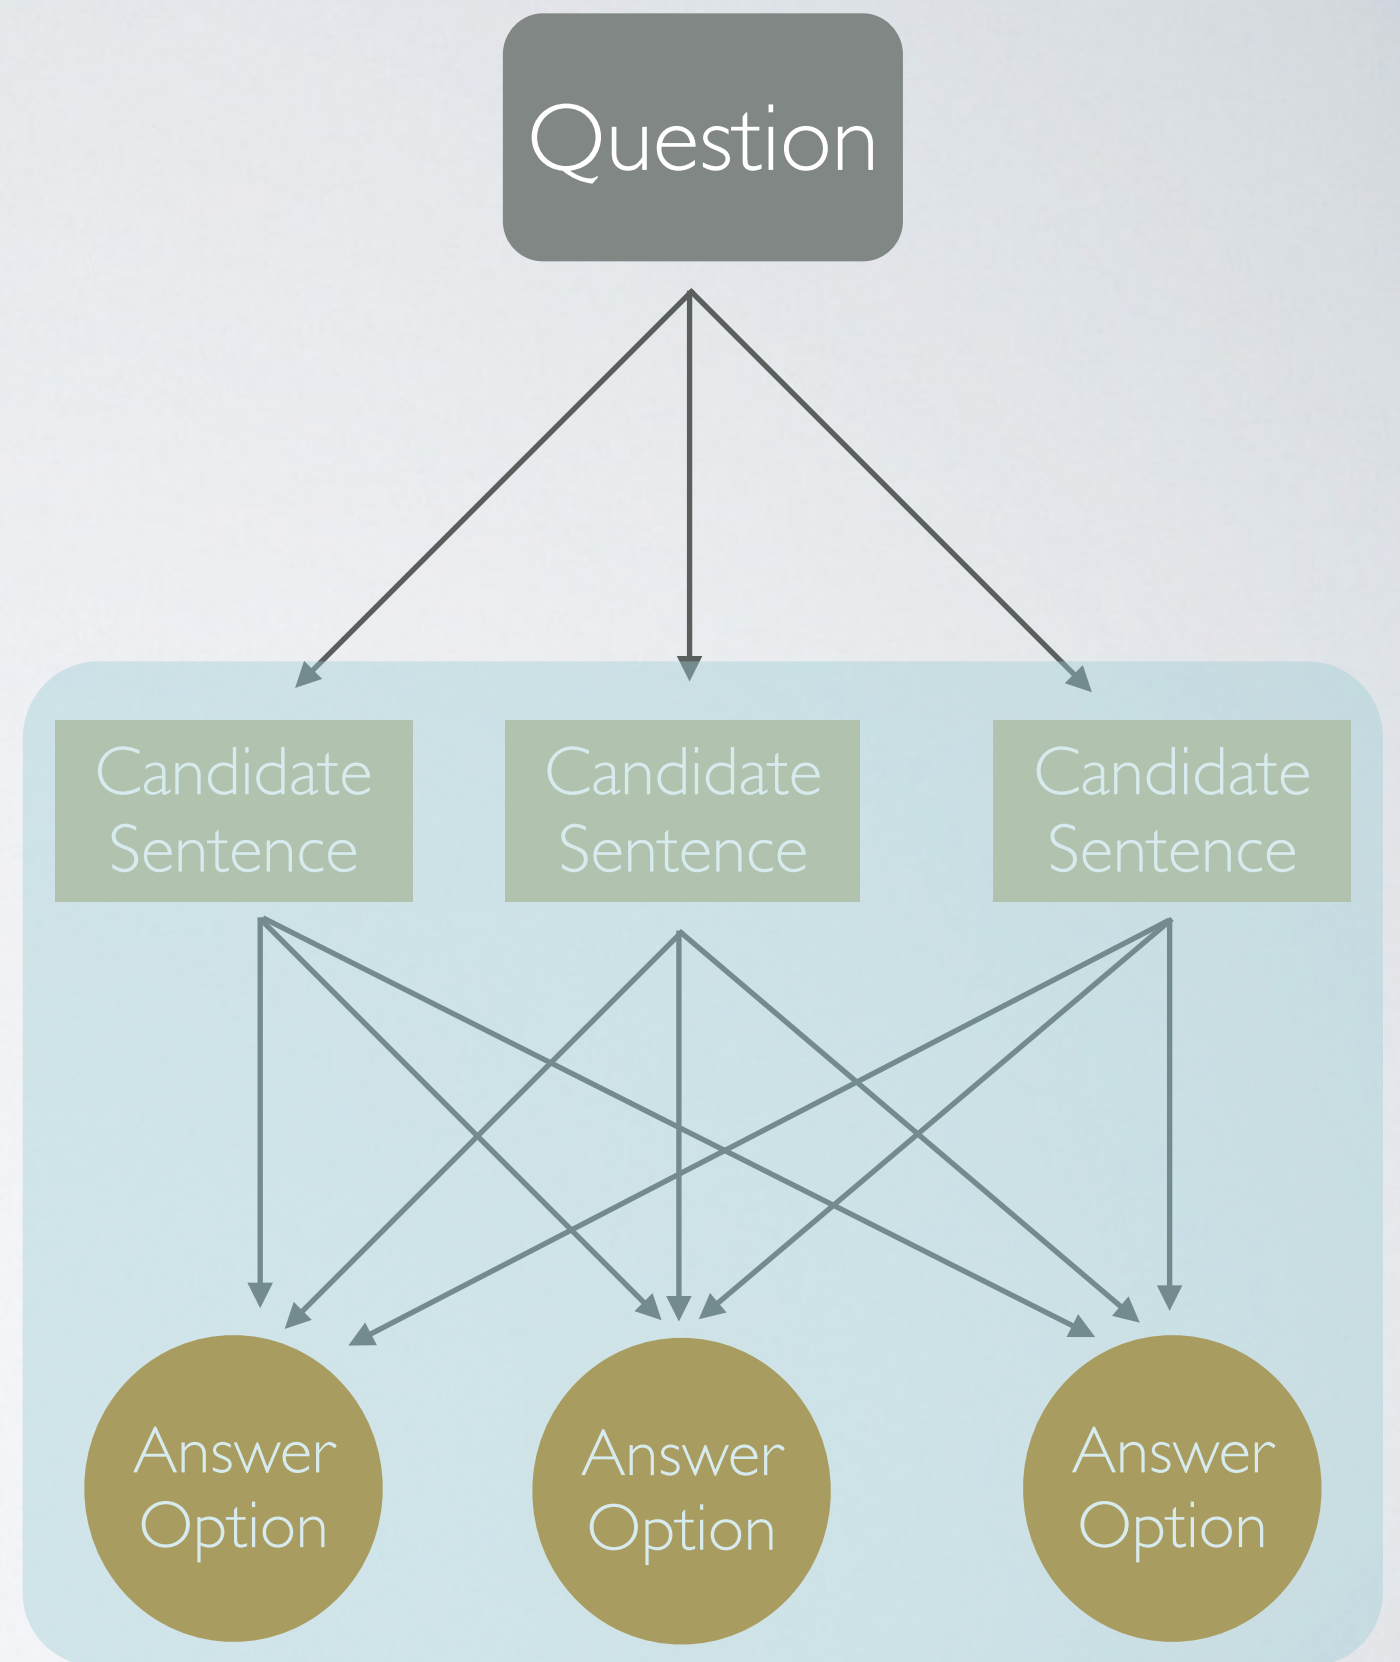 Question
Candidate
Sentence
Candidate
Sentence
Candidate
Sentence
Answer
Option
Answer
Option
Answer
Option